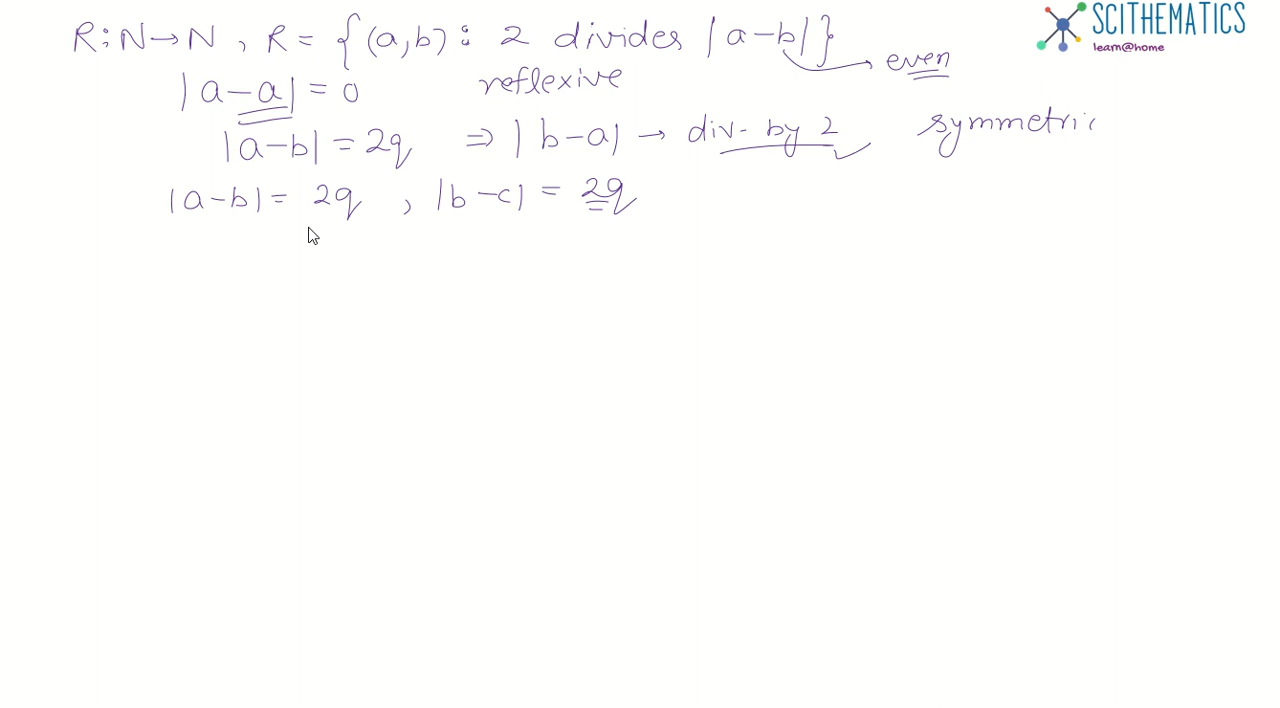 R:N→N, R = {(a,b): 2 divides |a-b|}
even
|a-a| = 0 reflexive
|a-b| = 2q ⇒ |b-a| → div. by 2 symmetric
|a-b| = 2q, |b-c| = 2q
SCITHEMATICS
learn@home